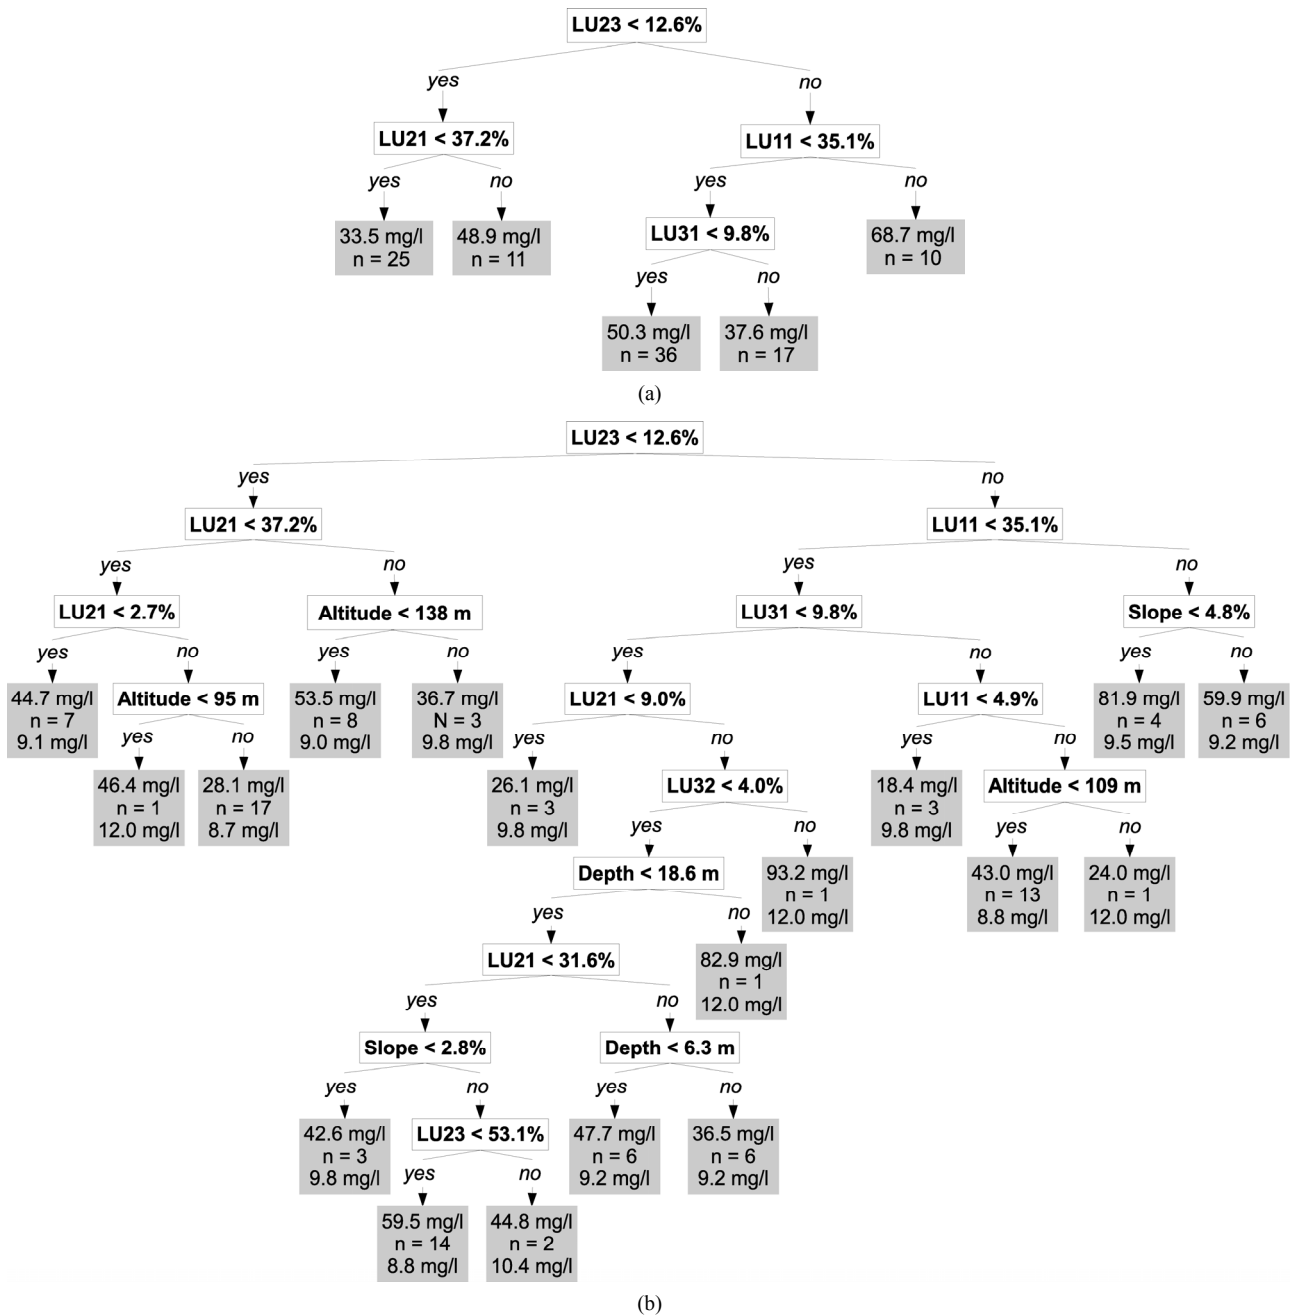 LU23 < 12.6%
yes
no
LU21 < 37.2%
LU11 < 35.1%
yes
no
yes
no
33.5 mg/l
n = 25
48.9 mg/l
n = 11
LU31 < 9.8%
68.7 mg/l
n = 10
yes
no
50.3 mg/l
n = 36
37.6 mg/l
n = 17
(a)
LU23 < 12.6%
yes
no
LU21 < 37.2%
LU11 < 35.1%
yes
no
yes
no
LU21 < 2.7%
Altitude < 138 m
LU31 < 9.8%
Slope < 4.8%
yes
no
yes
no
yes
no
yes
no
44.7 mg/l
n = 7
9.1 mg/l
Altitude < 95 m
53.5 mg/l
n = 8
9.0 mg/l
36.7 mg/l
N = 3
9.8 mg/l
LU21 < 9.0%
LU11 < 4.9%
81.9 mg/l
n = 4
9.5 mg/l
59.9 mg/l
n = 6
9.2 mg/l
yes
no
yes
no
yes
no
46.4 mg/l
n = 1
12.0 mg/l
28.1 mg/l
n = 17
8.7 mg/l
26.1 mg/l
n = 3
9.8 mg/l
LU32 < 4.0%
18.4 mg/l
n = 3
9.8 mg/l
Altitude < 109 m
yes
no
yes
no
Depth < 18.6 m
93.2 mg/l
n = 1
12.0 mg/l
43.0 mg/l
n = 13
8.8 mg/l
24.0 mg/l
n = 1
12.0 mg/l
yes
no
LU21 < 31.6%
82.9 mg/l
n = 1
12.0 mg/l
yes
no
Slope < 2.8%
Depth < 6.3 m
yes
no
yes
no
42.6 mg/l
n = 3
9.8 mg/l
LU23 < 53.1%
47.7 mg/l
n = 6
9.2 mg/l
36.5 mg/l
n = 6
9.2 mg/l
yes
no
59.5 mg/l
n = 14
8.8 mg/l
44.8 mg/l
n = 2
10.4 mg/l
(b)